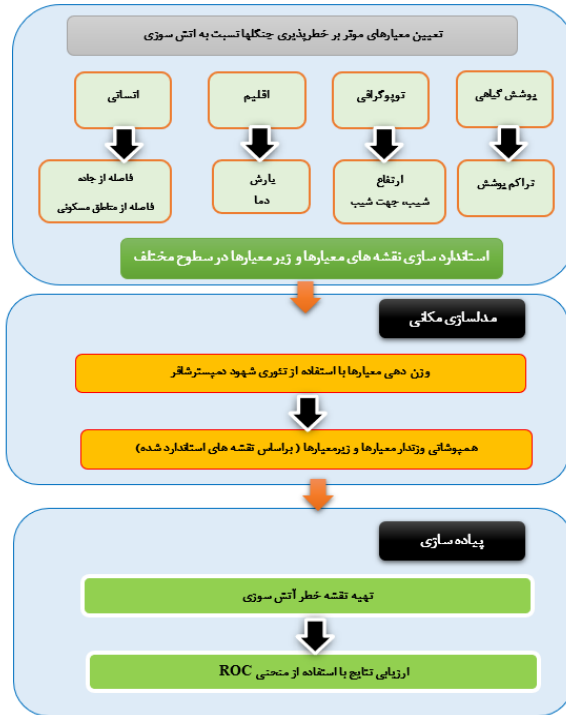 تعیین معیارهای موثر بر خطرپذیری جنگلها نسبت به اتش سوزی
پوشش گیاهی
توپوگرافی
اقلیم
انسانی
تراکم پوشش
ارتفاع
شیب، جهت شیب
بارش
دما
فاصله از جاده
فاصله از مناطق مسکونی
استاندارد سازی نقشه های معیارها و زیر معیارها در سطوح مختلف
مدلسازی مکانی
وزن دهی معیارها با استفاده از تئوری شهود دمپسترشافر
همپوشانی وزندار معیارها و زیرمعیارها ( براساس نقشه های استاندارد شده)
پیاده سازی
تهیه نقشه خطر آتش سوزی
ارزیابی نتایج با استفاده از منحنی ROC